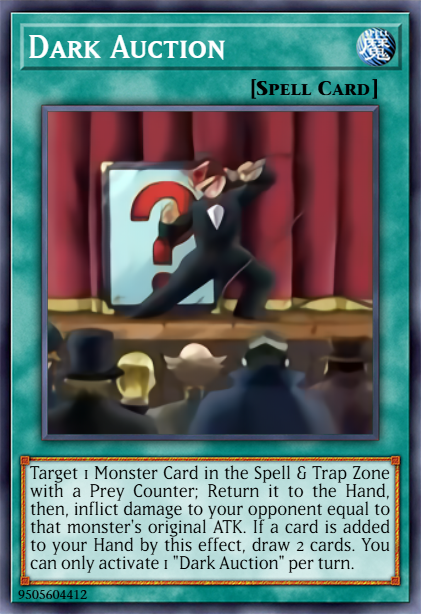 Dark Auction
魔
[Spell Card]
?
Target 1 Monster Card in the Spell & Trap Zone
with a Prey Counter; Return it to the Hand,
then, inflict damage to your opponent equal to
that monster's original ATK. If a card is added
to your Hand by this effect, draw 2 cards. You
can only activate 1 "Dark Auction" per turn.
9505604412